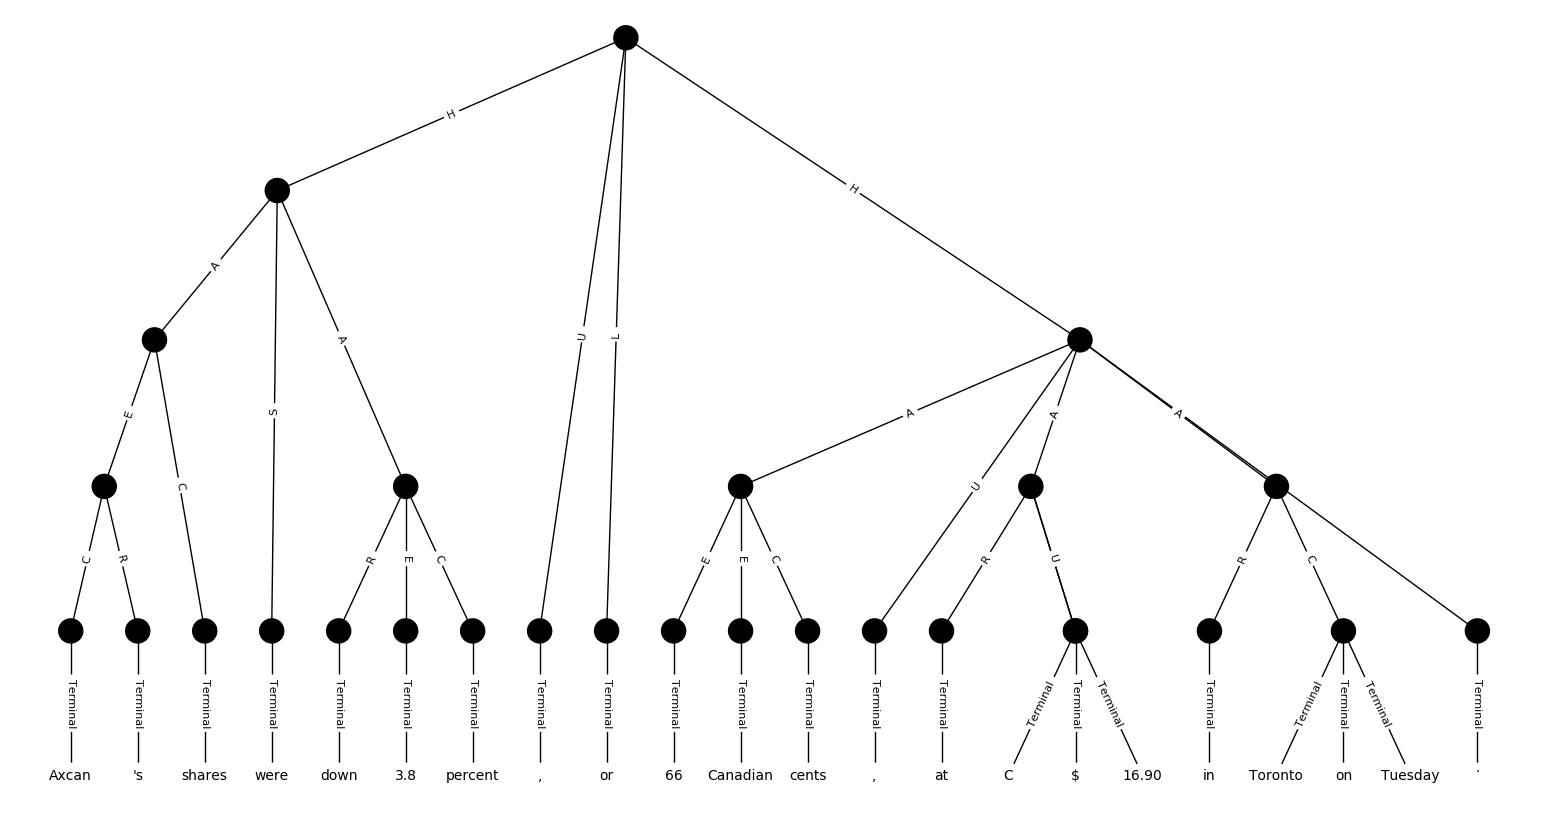 H
H
A
S
A
U
L
E
C
A
U
A
A
C
R
R
E
C
E
E
C
R
U
R
C
Terminal Terminal Terminal Terminal Terminal Terminal Terminal Terminal Terminal Terminal Terminal Terminal Terminal Terminal Terminal Terminal Terminal Terminal Terminal Terminal Terminal Terminal
Axcan 's shares were down 3.8 percent , or 66 Canadian cents , at C $ 16.90 in Toronto on Tuesday .